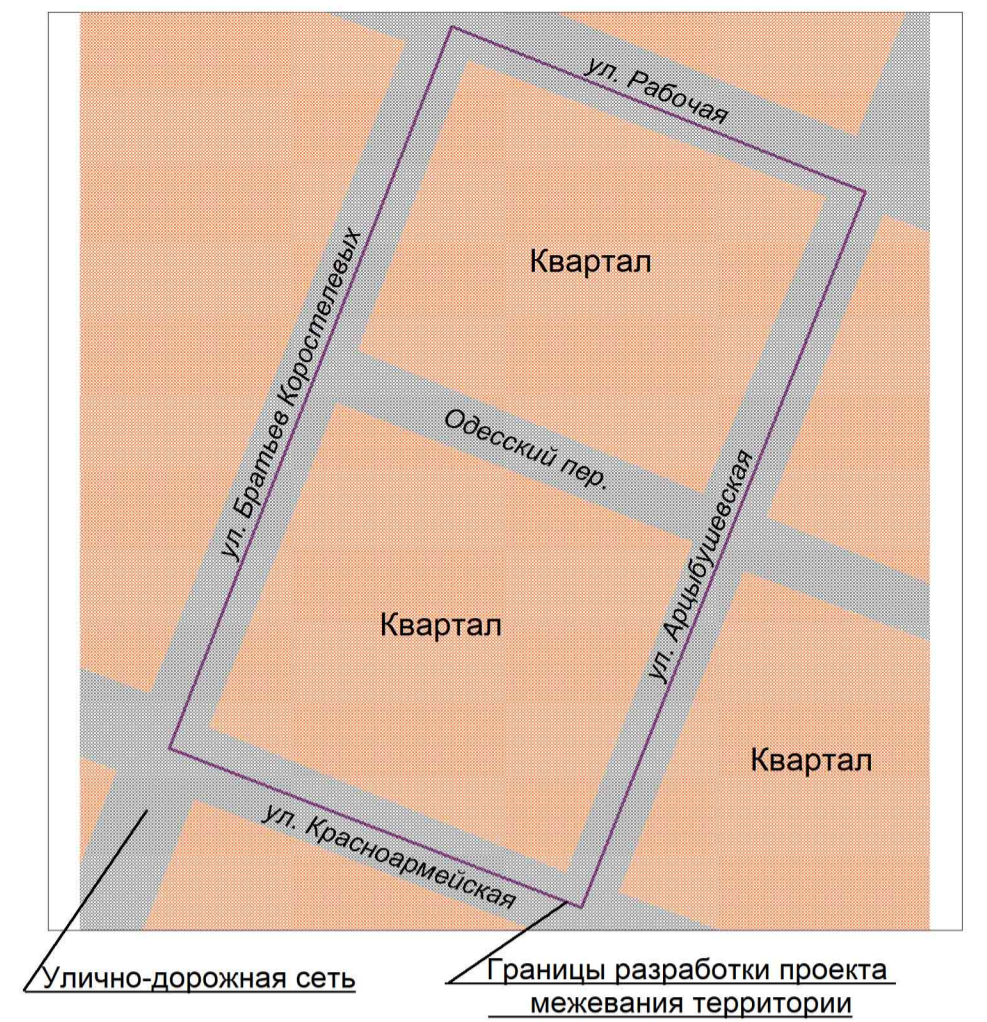 ул. Рабочая
Квартал
ул. Братьев Коростелевых
Одесский пер.
ул. Арцыбушевская
Квартал
Квартал
ул. Красноармейская
Улично-дорожная сеть
Границы разработки проекта
межевания территории